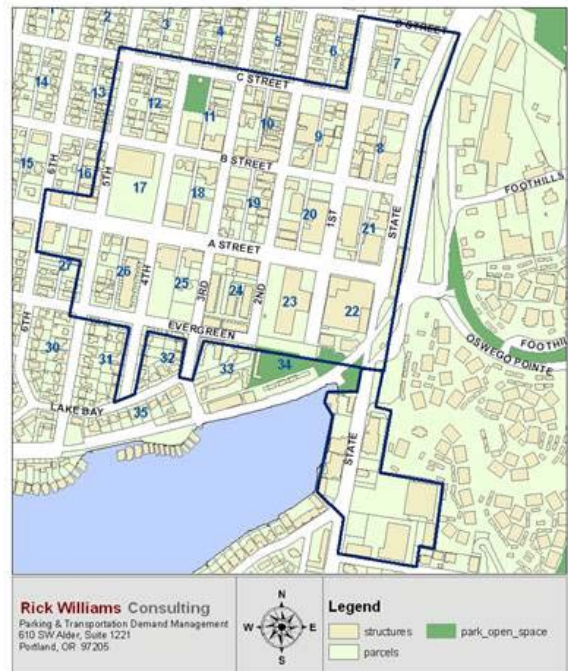 1
2
3
4
5
6
7
D STREET
C STREET
14
13
12
11
10
9
8
B STREET
FOOTHILLS
15
16
6TH
5TH
17
18
19
20
1ST
21
STATE
A STREET
27
26
4TH
25
3RD
24
2ND
23
22
EVERGREEN
6TH
30
31
32
33
34
FOOTHIL
OSWEGO POINTE
LAKE BAY
35
STATE
Rick Williams Consulting
Parking & Transportation Demand Management
610 SW Alder, Suite 1221
Portland, OR 97205
N
W
E
S
Legend
structures
park_open_space
parcels